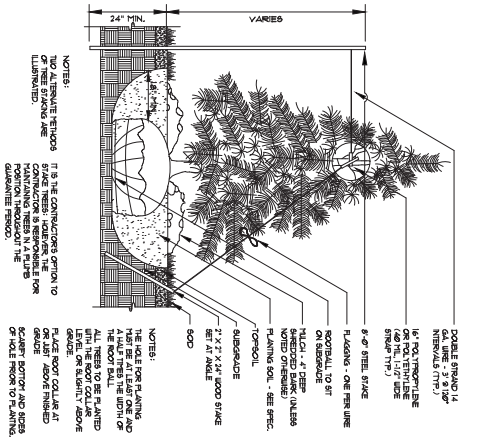 DOUBLE STRAND 14
GA. WIRE - 3' @ 120°
INTERVALS (TYP.)
16" POLYPROPYLENE
OR POLYETHYLENE
(40 MIL, 1-1/2" WIDE
STRAP TYP.)
8'-0" STEEL STAKE
FLAGGING - ONE PER WIRE
ROOTBALL TO SIT
ON SUBGRADE
MULCH - 4" DEEP
SHREDDED BARK (UNLESS
NOTED OTHERWISE)
PLANTING SOIL - SEE SPEC.
TOPSOIL
SUBGRADE
2" X 2" X 24" WOOD STAKE
SET AT ANGLE
SOD
VARIES
24" MIN.
MIN.
NOTES:
TWO ALTERNATE METHODS
OF TREE STAKING ARE
ILLUSTRATED.
IT IS THE CONTRACTOR'S OPTION TO
STAKE TREES; HOWEVER, THE
CONTRACTOR IS RESPONSIBLE FOR
MAINTAINING TREES IN A PLUMB
POSITION THROUGHOUT THE
GUARANTEE PERIOD.
NOTES:
THE HOLE FOR PLANTING
MUST BE AT LEAST ONE AND
A HALF TIMES THE WIDTH OF
THE ROOT BALL
ALL TREES TO BE PLANTED
WITH THE ROOT COLLAR
LEVEL OR SLIGHTLY ABOVE
GRADE.
PLACE ROOT COLLAR AT
OR JUST ABOVE FINISHED
GRADE
SCARIFY BOTTOM AND SIDES
OF HOLE PRIOR TO PLANTING.